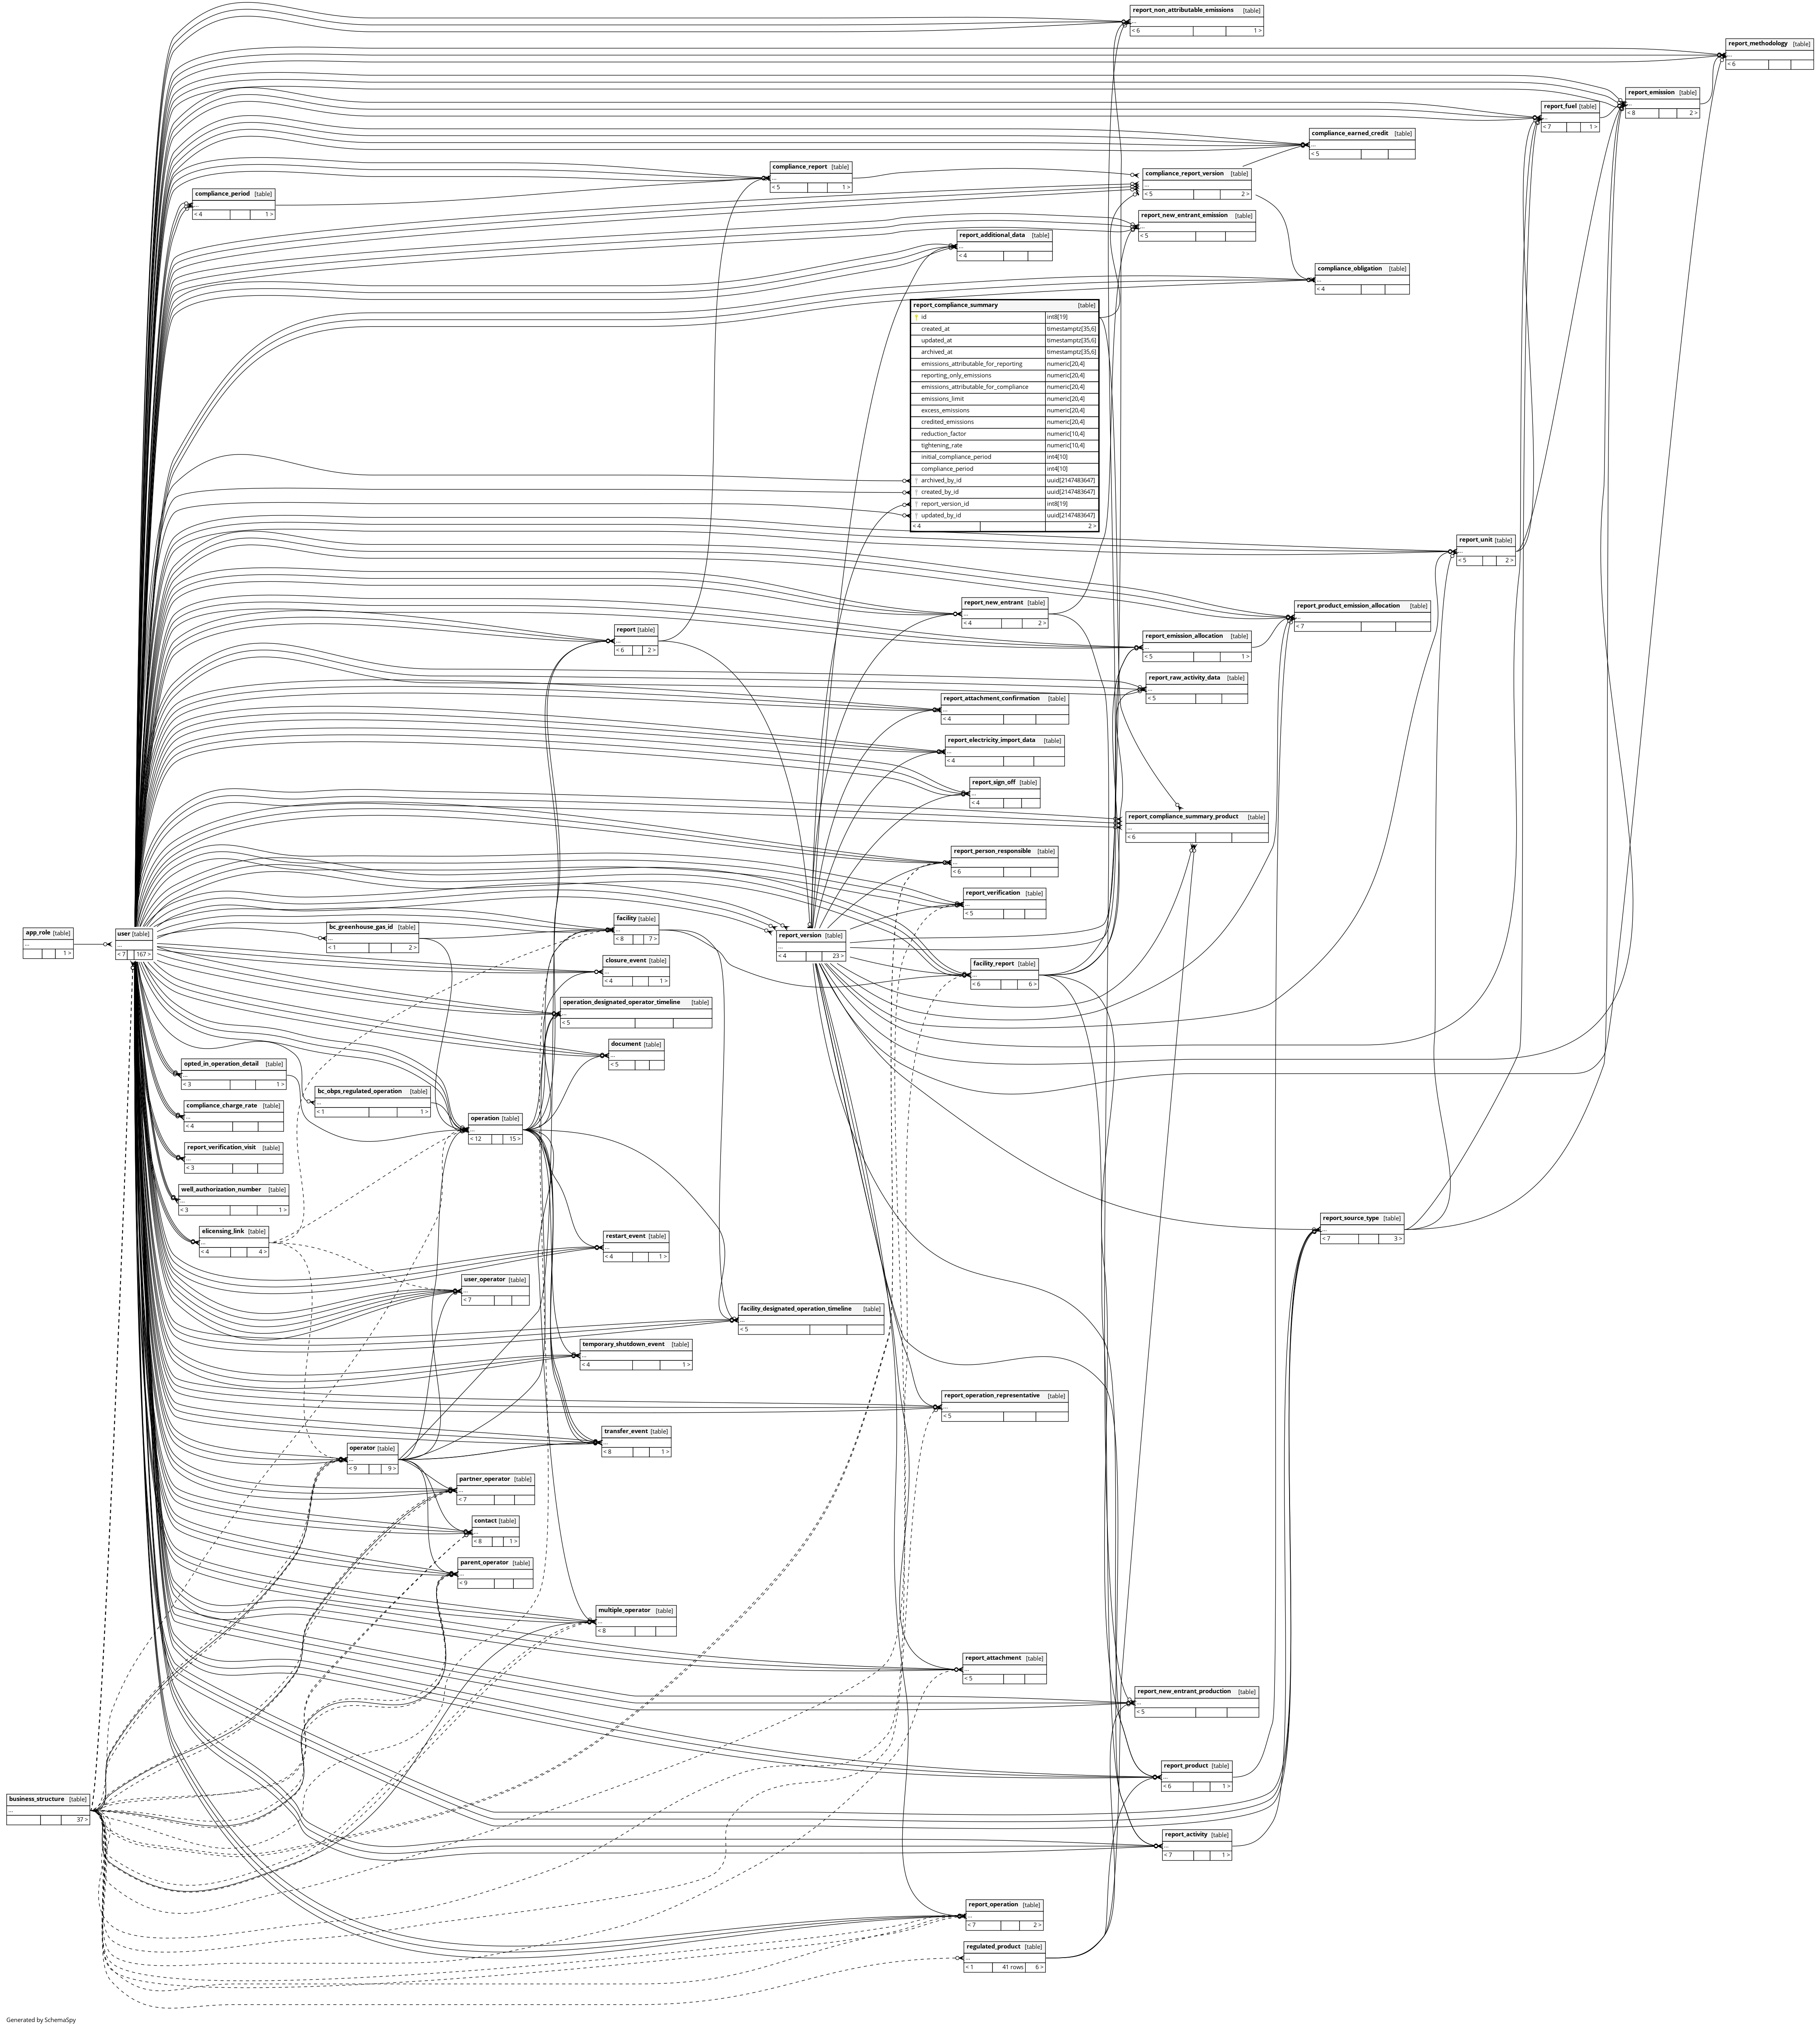 report_non_attributable_emissions [table]
...
< 6 1 >
report_methodology [table]
...
< 6
report_emission [table]
...
< 8 2 >
report_fuel [table]
...
< 7 1 >
compliance_earned_credit [table]
...
< 5
compliance_report [table]
...
< 5 1 >
compliance_report_version [table]
...
< 5 2 >
compliance_period [table]
...
< 4 1 >
report_new_entrant_emission [table]
...
< 5
report_additional_data [table]
...
< 4
compliance_obligation [table]
...
< 4
report_compliance_summary [table]
id int8[19]
created_at timestamptz[35,6]
updated_at timestamptz[35,6]
archived_at timestamptz[35,6]
emissions_attributable_for_reporting numeric[20,4]
reporting_only_emissions numeric[20,4]
emissions_attributable_for_compliance numeric[20,4]
emissions_limit numeric[20,4]
excess_emissions numeric[20,4]
credited_emissions numeric[20,4]
reduction_factor numeric[10,4]
tightening_rate numeric[10,4]
initial_compliance_period int4[10]
compliance_period int4[10]
archived_by_id uuid[2147483647]
created_by_id uuid[2147483647]
report_version_id int8[19]
updated_by_id uuid[2147483647]
< 4 2 >
report_unit [table]
...
< 5 2 >
report_new_entrant [table]
...
< 4 2 >
report_product_emission_allocation [table]
...
< 7
report [table]
...
< 6 2 >
report_emission_allocation [table]
...
< 5 1 >
report_raw_activity_data [table]
...
< 5
report_attachment_confirmation [table]
...
< 4
report_electricity_import_data [table]
...
< 4
report_sign_off [table]
...
< 4
report_compliance_summary_product [table]
...
< 6
report_person_responsible [table]
...
< 6
report_verification [table]
...
< 5
app_role [table]
...
1 >
user [table]
...
< 7 167 >
bc_greenhouse_gas_id [table]
...
< 1 2 >
facility [table]
...
< 8 7 >
report_version [table]
...
< 4 23 >
closure_event [table]
...
< 4 1 >
facility_report [table]
...
< 6 6 >
operation_designated_operator_timeline [table]
...
< 5
document [table]
...
< 5
opted_in_operation_detail [table]
...
< 3 1 >
bc_obps_regulated_operation [table]
...
< 1 1 >
compliance_charge_rate [table]
...
< 4
operation [table]
...
< 12 15 >
report_verification_visit [table]
...
< 3
well_authorization_number [table]
...
< 3 1 >
elicensing_link [table]
...
< 4 4 >
restart_event [table]
...
< 4 1 >
report_source_type [table]
...
< 7 3 >
user_operator [table]
...
< 7
facility_designated_operation_timeline [table]
...
< 5
temporary_shutdown_event [table]
...
< 4 1 >
report_operation_representative [table]
...
< 5
transfer_event [table]
...
< 8 1 >
operator [table]
...
< 9 9 >
partner_operator [table]
...
< 7
contact [table]
...
< 8 1 >
parent_operator [table]
...
< 9
multiple_operator [table]
...
< 8
report_attachment [table]
...
< 5
report_new_entrant_production [table]
...
< 5
report_product [table]
...
< 6 1 >
business_structure [table]
...
37 >
report_activity [table]
...
< 7 1 >
report_operation [table]
...
< 7 2 >
regulated_product [table]
...
< 1 41 rows 6 >
Generated by SchemaSpy